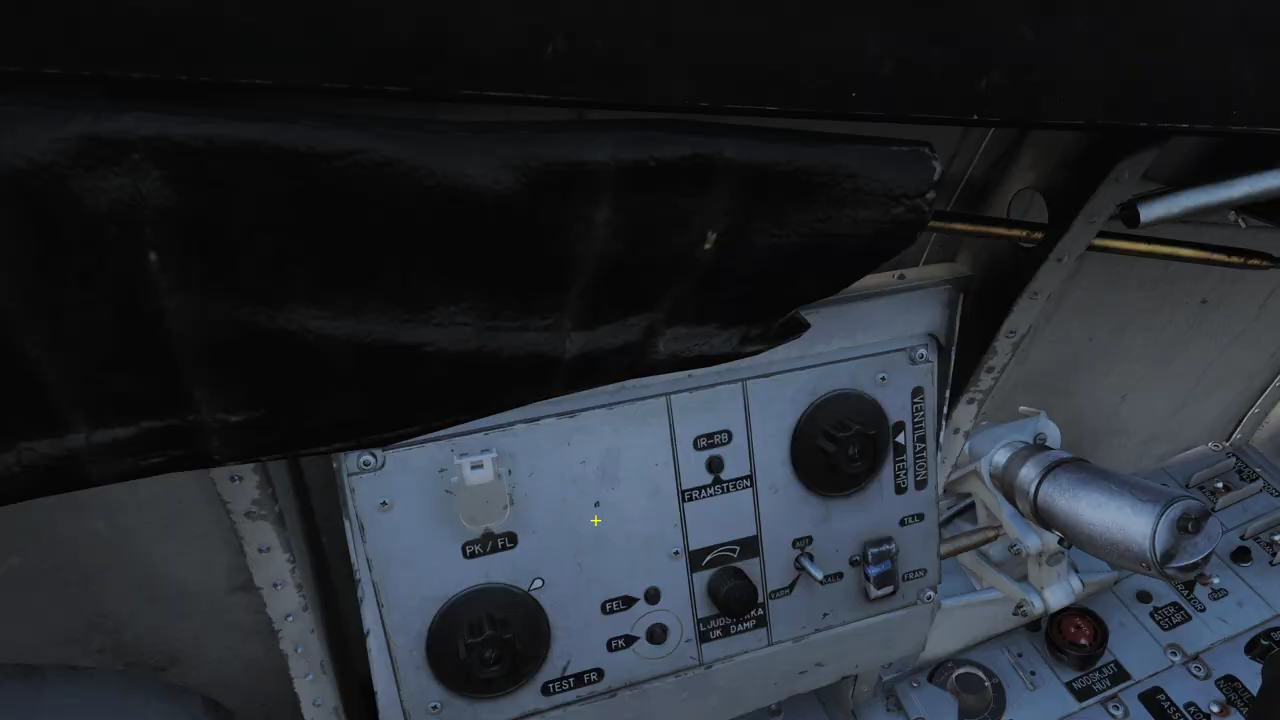 IR-RB
FRAMSTEGN
VENTILATION
TEMP
PK / FL
TILL
AUT
KALL
VARM
FRAN
FEL
FK
LJUDSTYRKA
UK DAMP
TEST FR
ÅTER-
START
NÖDSKJUT
HUV